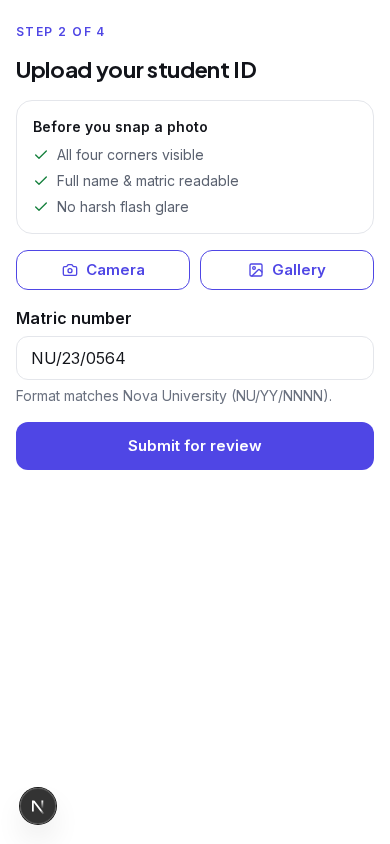 STEP 2 OF 4
Upload your student ID
Before you snap a photo
All four corners visible
Full name & matric readable
No harsh flash glare
Camera
Gallery
Matric number
NU/23/0564
Format matches Nova University (NU/YY/NNNN).
Submit for review
N